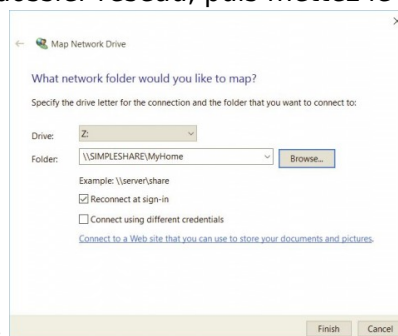 réseau, puis
Map Network Drive
What network folder would you like to map?
Specify the drive letter for the connection and the folder that you want to connect to:
Drive: Z:
Folder: \\SIMPLESHARE\MyHome Browse...
Example: \\server\share
Reconnect at sign-in
Connect using different credentials
Connect to a Web site that you can use to store your documents and pictures.
Finish Cancel